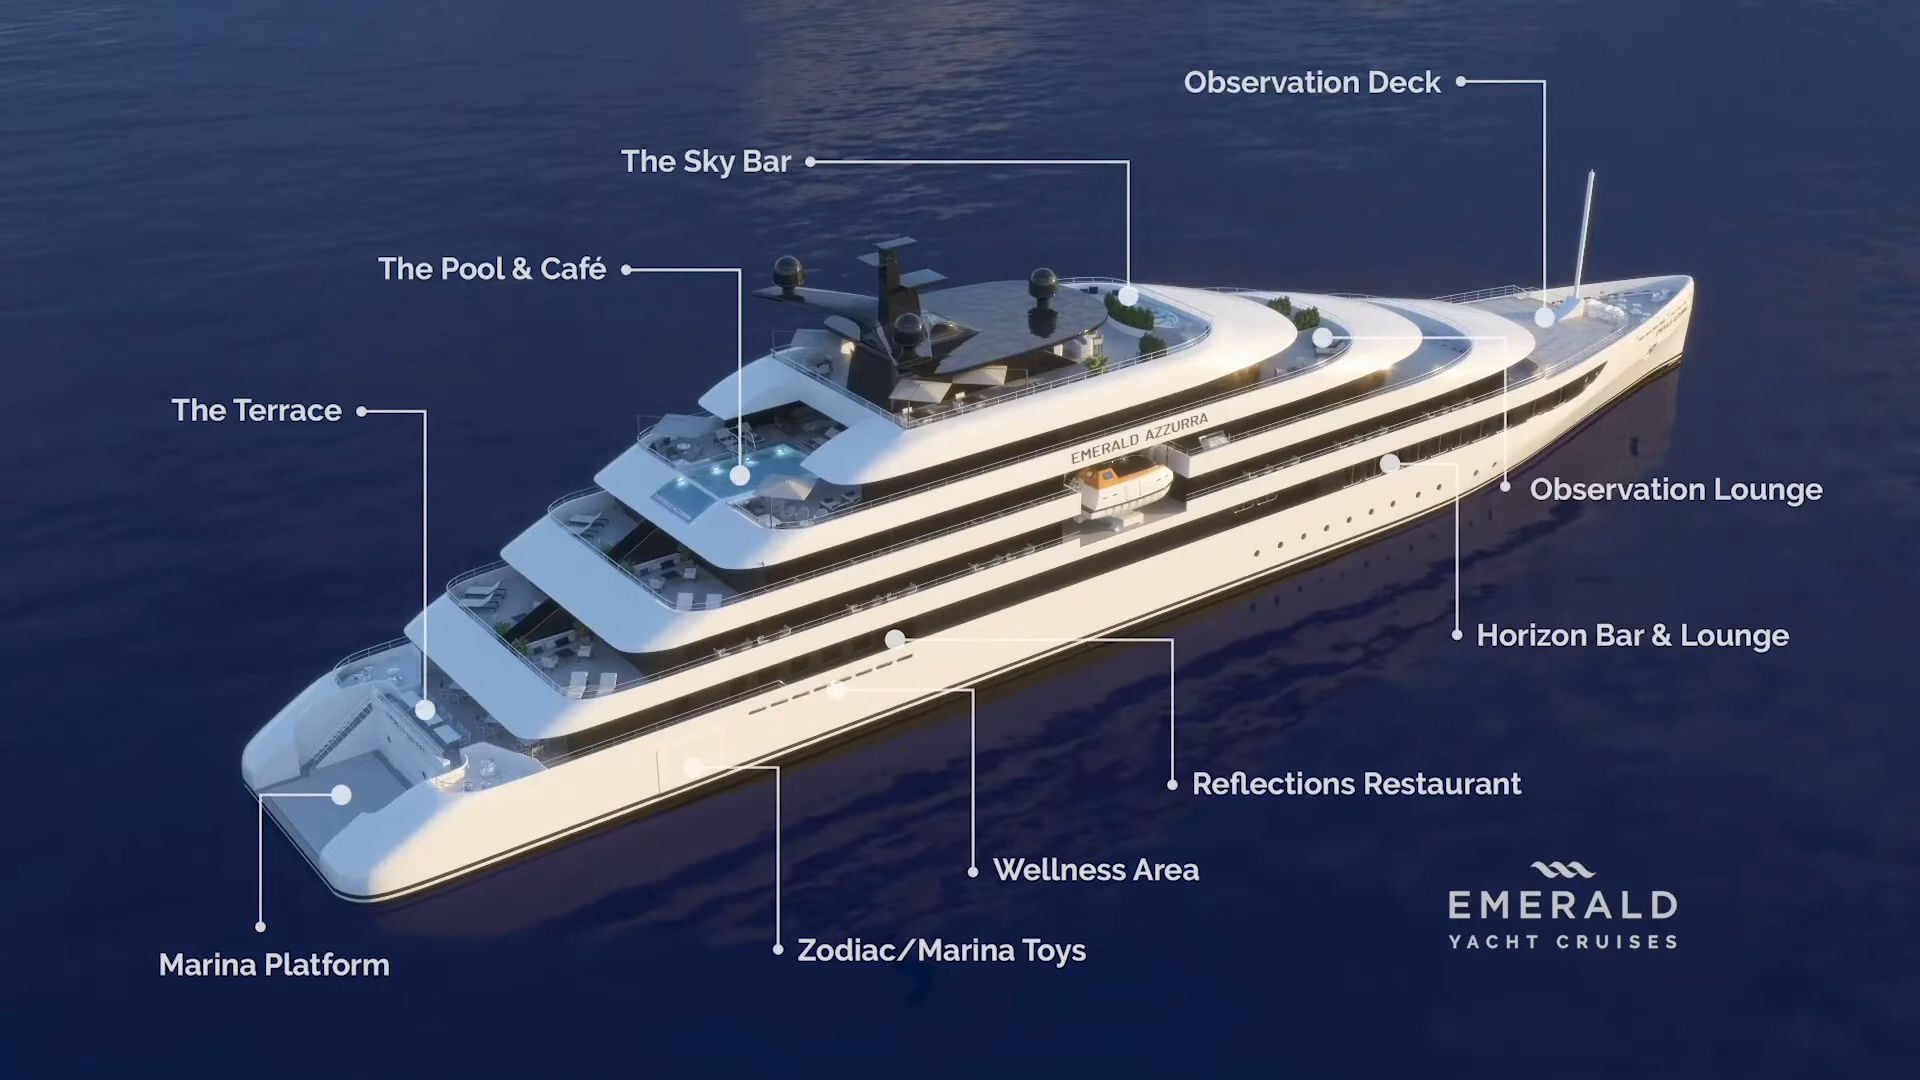 Observation Deck
The Sky Bar
The Pool & Café
The Terrace
EMERALD AZZURRA
Observation Lounge
Horizon Bar & Lounge
Reflections Restaurant
Wellness Area
Zodiac/Marina Toys
Marina Platform
EMERALD
YACHT CRUISES